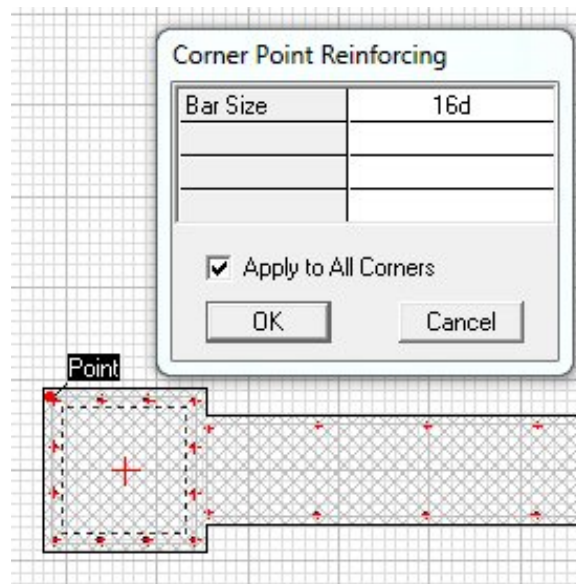 Corner Point Reinforcing
Bar Size 16d
Apply to All Corners
OK Cancel
Point